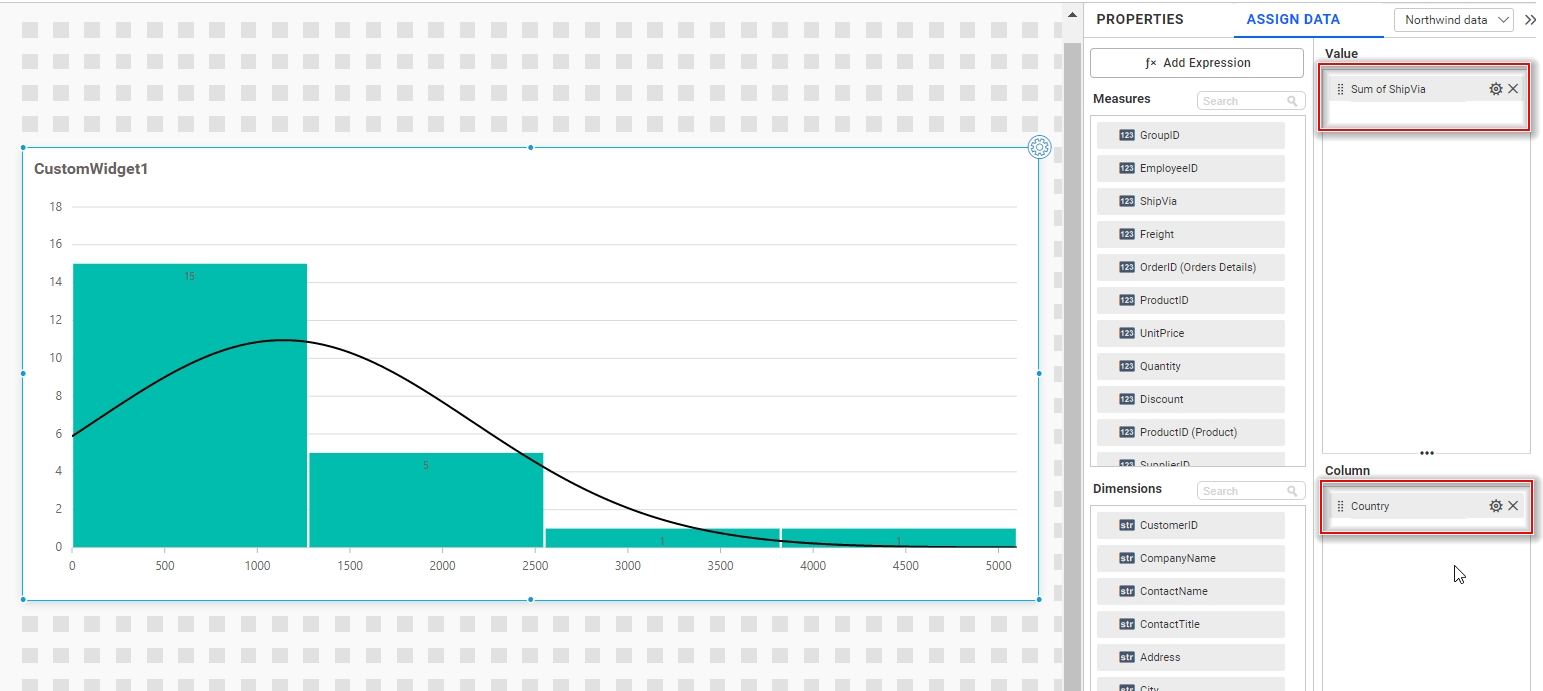 PROPERTIES
ASSIGN DATA
Northwind data
ƒx Add Expression
Measures
Search
123 GroupID
123 EmployeeID
123 ShipVia
123 Freight
123 OrderID (Orders Details)
123 ProductID
123 UnitPrice
123 Quantity
123 Discount
123 ProductID (Product)
123 SupplierID
Dimensions
Search
str CustomerID
str CompanyName
str ContactName
str ContactTitle
str Address
str City
Value
Sum of ShipVia
Column
Country
CustomWidget1
18
16
14
12
10
8
6
4
2
0
15
5
1
1
0 500 1000 1500 2000 2500 3000 3500 4000 4500 5000